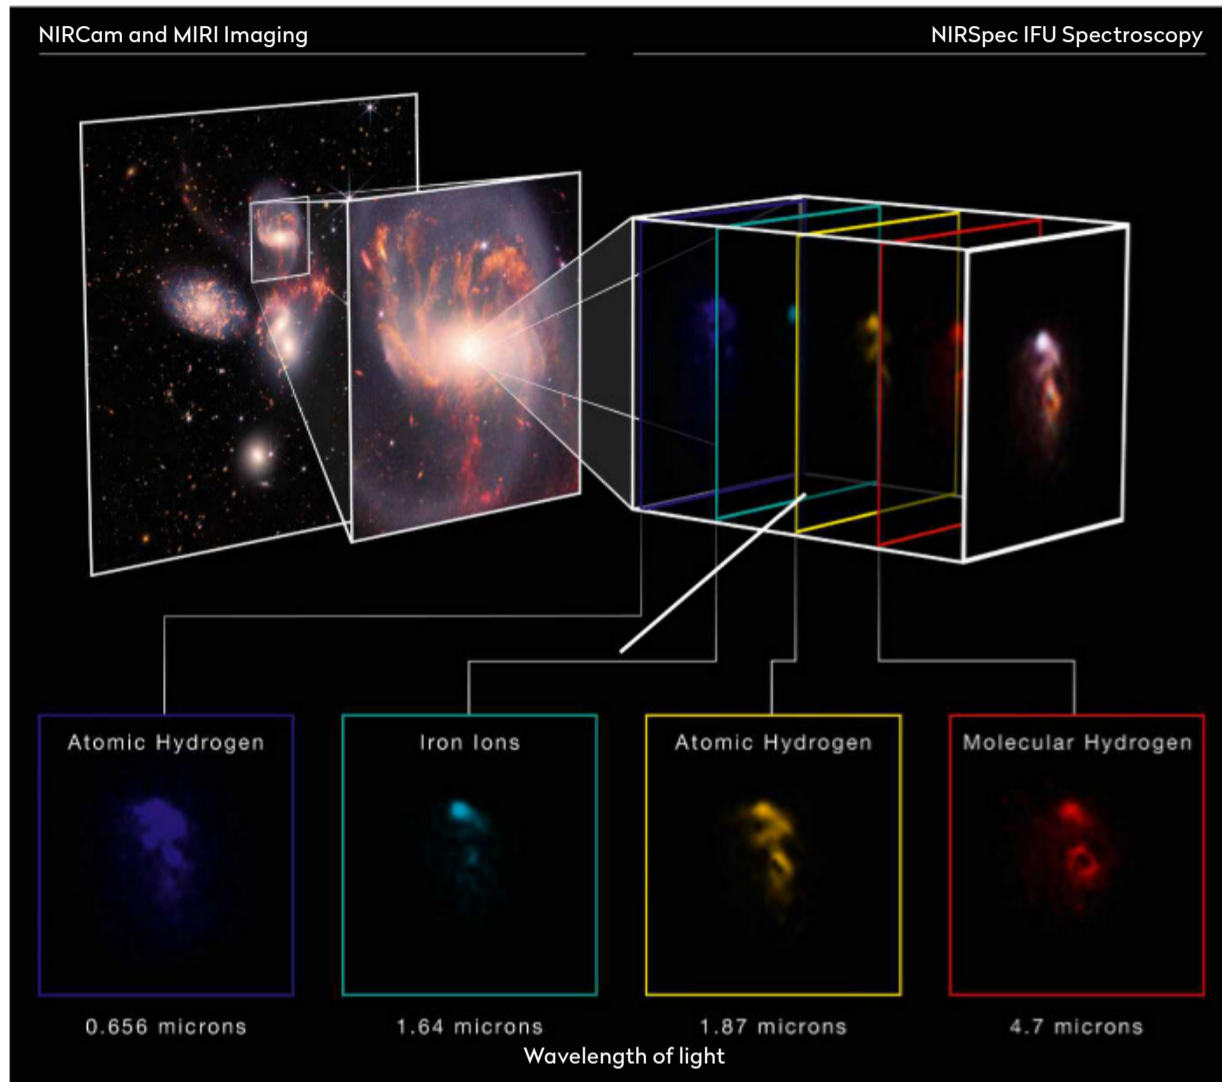 NIRCam and MIRI Imaging
NIRSpec IFU Spectroscopy
Atomic Hydrogen
Iron Ions
Atomic Hydrogen
Molecular Hydrogen
0.656 microns
1.64 microns
1.87 microns
4.7 microns
Wavelength of light